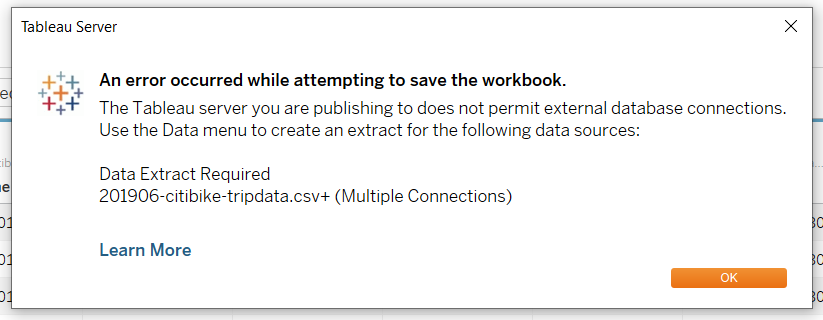 Tableau Server
An error occurred while attempting to save the workbook.
The Tableau server you are publishing to does not permit external database connections.
Use the Data menu to create an extract for the following data sources:
Data Extract Required
201906-citibike-tripdata.csv+ (Multiple Connections)
Learn More
OK